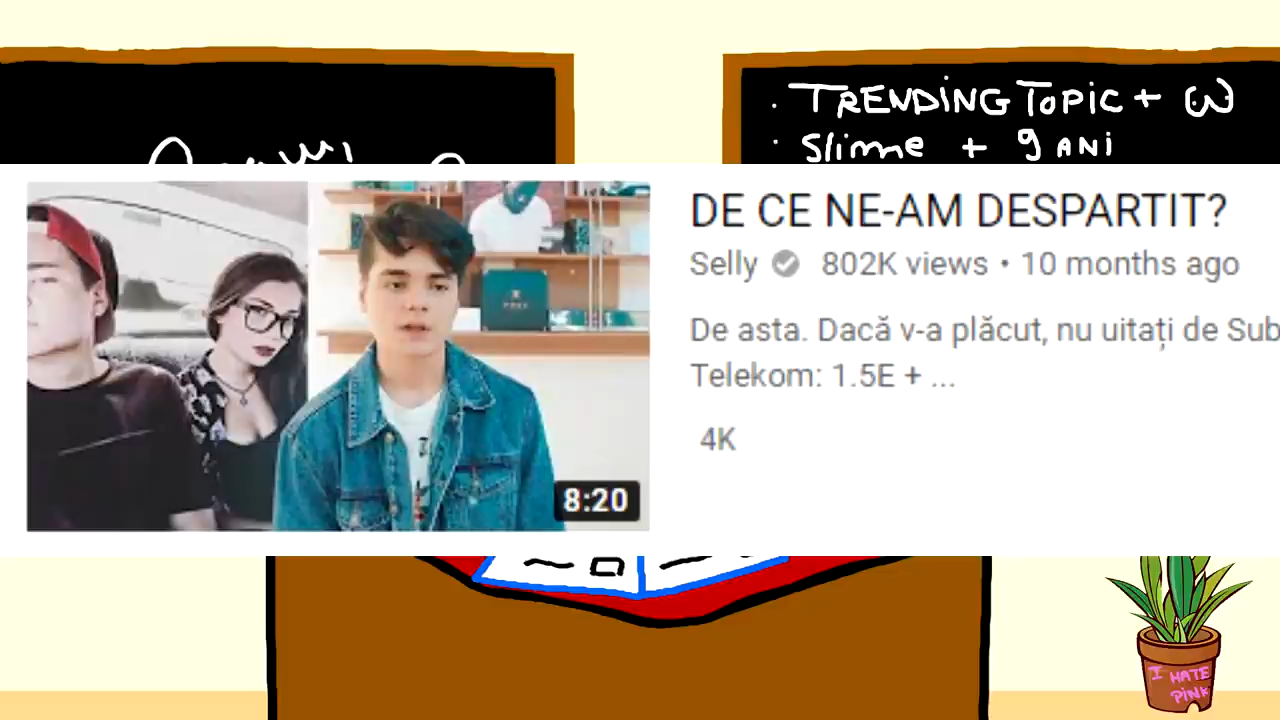 TRENDING TOPIC +
Slime + 9 ANI
DE CE NE-AM DESPARTIT?
Selly 802K views • 10 months ago
De asta. Dacă v-a plăcut, nu uitați de Sub
Telekom: 1.5E + ...
4K
8:20
I HATE
PiNK